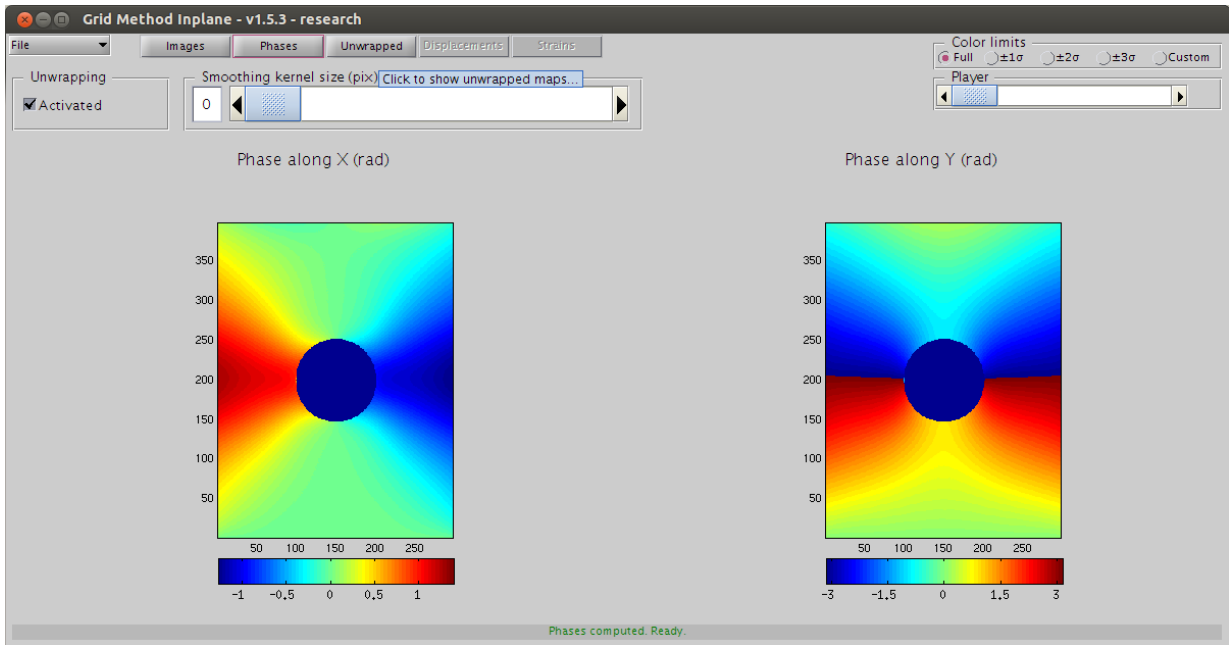 Grid Method Inplane - v1.5.3 - research
File Images Phases Unwrapped Displacements Strains
Color limits
Full ±1σ ±2σ ±3σ Custom
Unwrapping
Activated
Smoothing kernel size (pix)
Click to show unwrapped maps...
0
Player
Phase along X (rad)
350
300
250
200
150
100
50
50 100 150 200 250
-1 -0.5 0 0.5 1
Phase along Y (rad)
350
300
250
200
150
100
50
50 100 150 200 250
-3 -1.5 0 1.5 3
Phases computed. Ready.